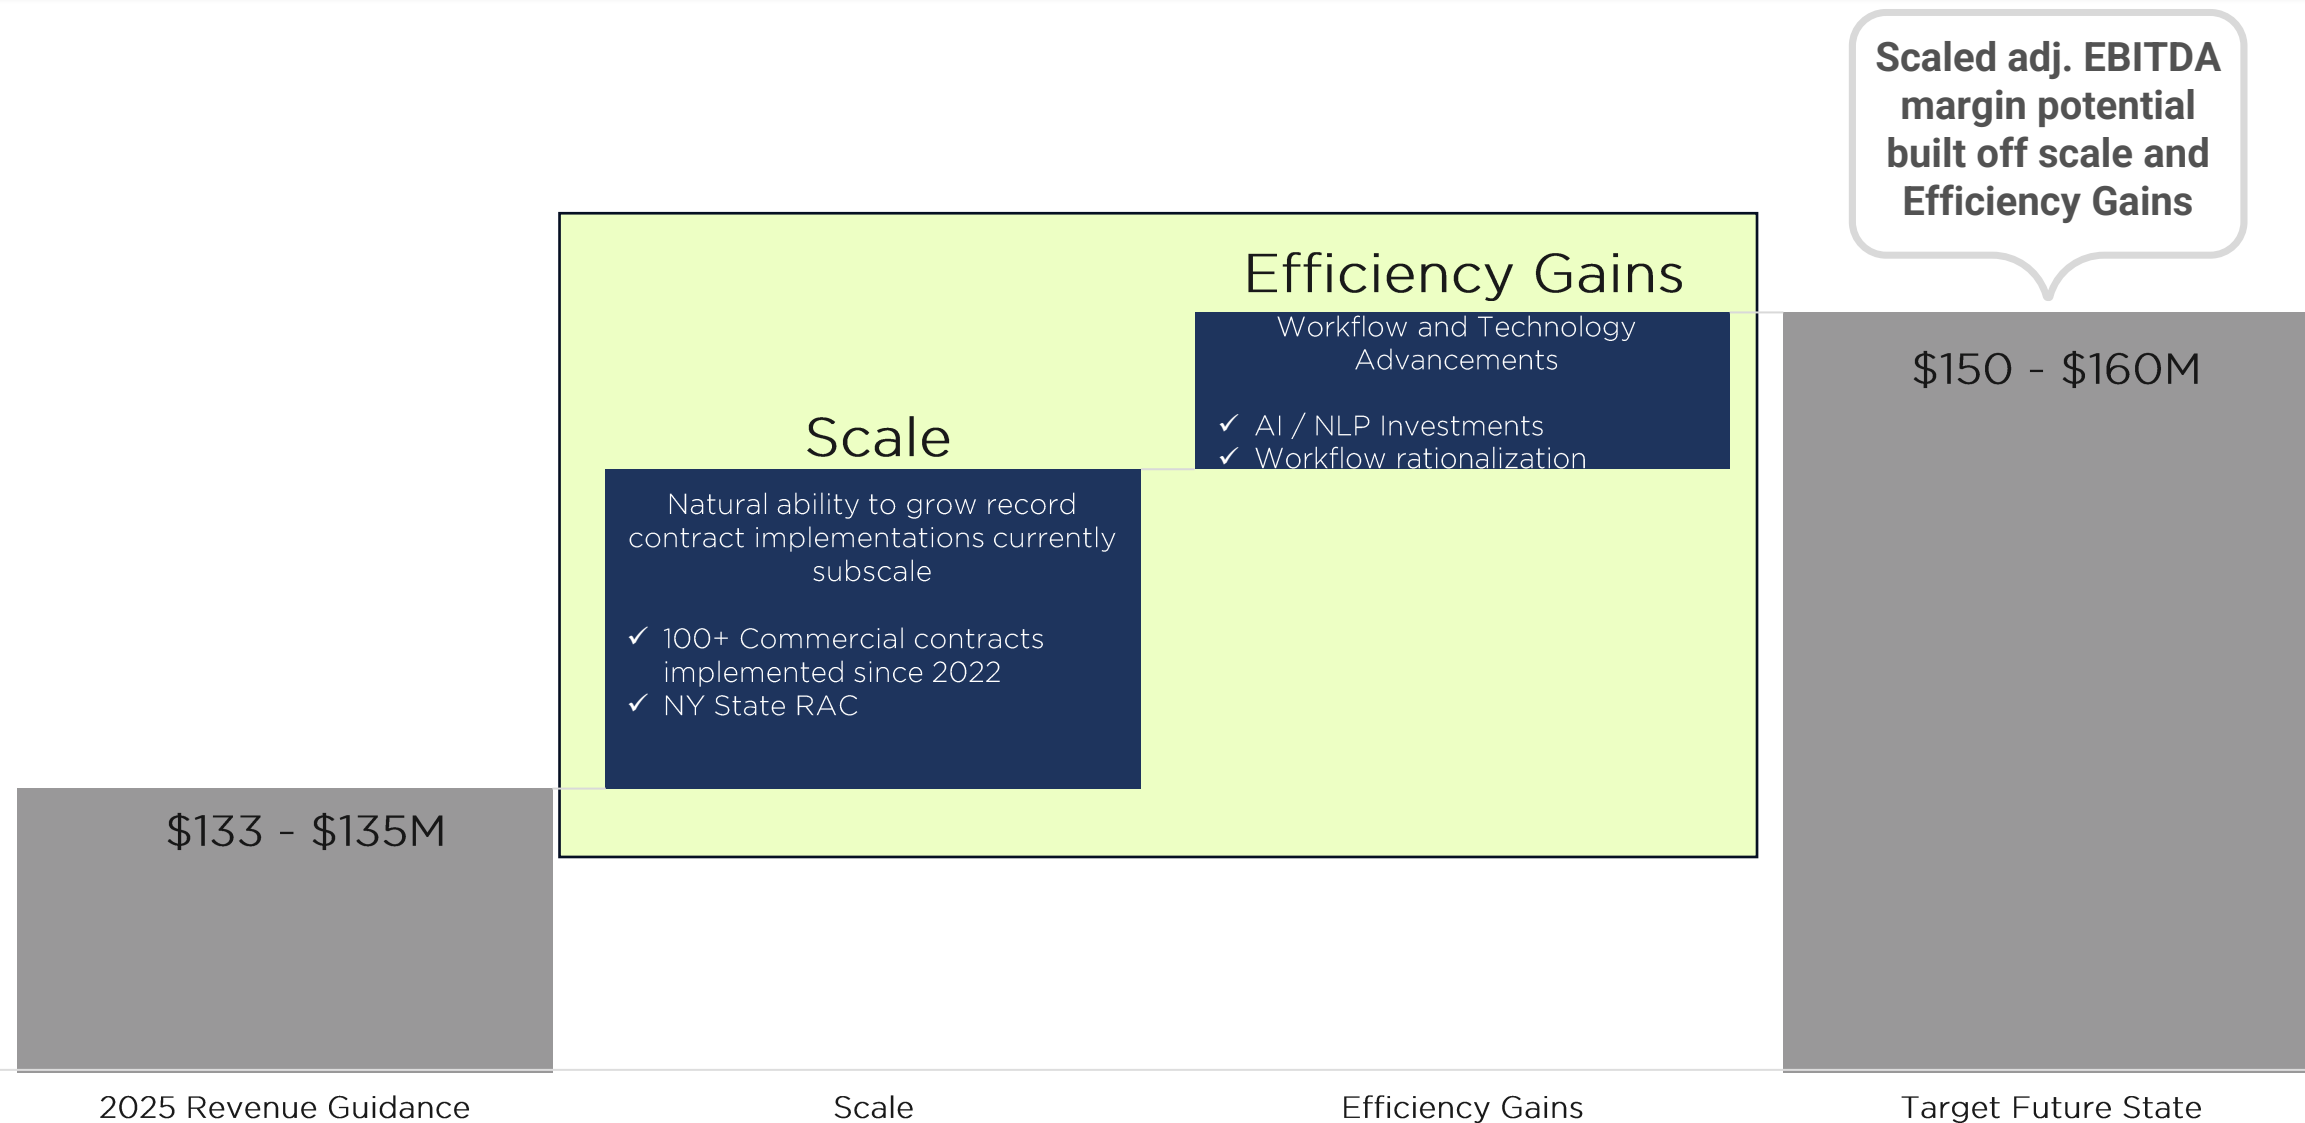 Scaled adj. EBITDA
margin potential
built off scale and
Efficiency Gains
Efficiency Gains
Workflow and Technology
Advancements
✓ AI / NLP Investments
✓ Workflow rationalization
$150 - $160M
Scale
Natural ability to grow record
contract implementations currently
subscale
✓ 100+ Commercial contracts
implemented since 2022
✓ NY State RAC
$133 - $135M
2025 Revenue Guidance
Scale
Efficiency Gains
Target Future State